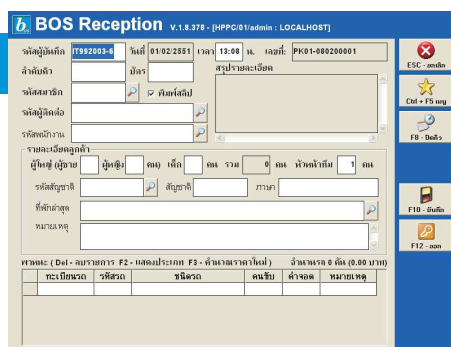 b. BOS Reception V.1.8.378 - [HPPC/01/admin : LOCALHOST]
รหัสผู้บันทึก IT992003-6 วันที่ 01/02/2551 เวลา 13:08 น. เลขที่: PK01-080200001
ลำดับคิว บัตร สรุปรายละเอียด
รหัสสมาชิก พิมพ์สลิป
รหัสผู้ติดต่อ
รหัสพนักงาน
รายละเอียดลูกค้า
ผู้ใหญ่ (ผู้ชาย ผู้หญิง คน) เด็ก คน รวม 0 คน หัวหน้าทีม 1 คน
รหัสสัญชาติ สัญชาติ ภาษา
ที่พักล่าสุด
หมายเหตุ
พาหนะ ( Del - ลบรายการ F2 - แสดงประเภท F3 - คำนวณราคาใหม่ ) จำนวนรถ 0 คัน (0.00 บาท)
ทะเบียนรถ รหัสรถ ชนิดรถ คนขับ ค่าจอด หมายเหตุ
ESC - ยกเลิก
Ctrl + F5 เมนู
F8 - ปิดคิว
F10 - บันทึก
F12 - ออก